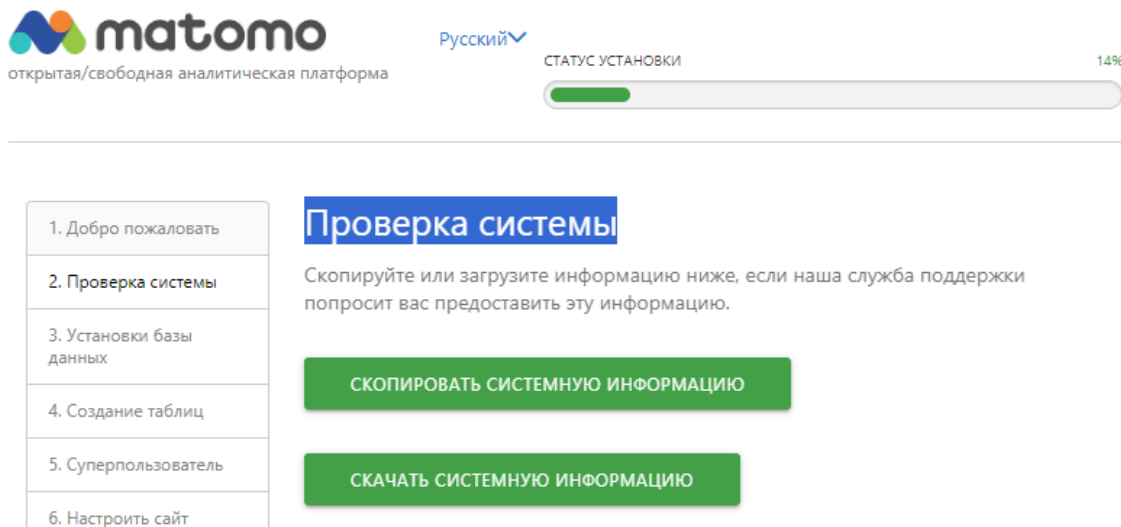 matomo
Русский
открытая/свободная аналитическая платформа
СТАТУС УСТАНОВКИ
14%
1. Добро пожаловать
2. Проверка системы
3. Установки базы
данных
4. Создание таблиц
5. Суперпользователь
6. Настроить сайт
Проверка системы
Скопируйте или загрузите информацию ниже, если наша служба поддержки
попросит вас предоставить эту информацию.
СКОПИРОВАТЬ СИСТЕМНУЮ ИНФОРМАЦИЮ
СКАЧАТЬ СИСТЕМНУЮ ИНФОРМАЦИЮ